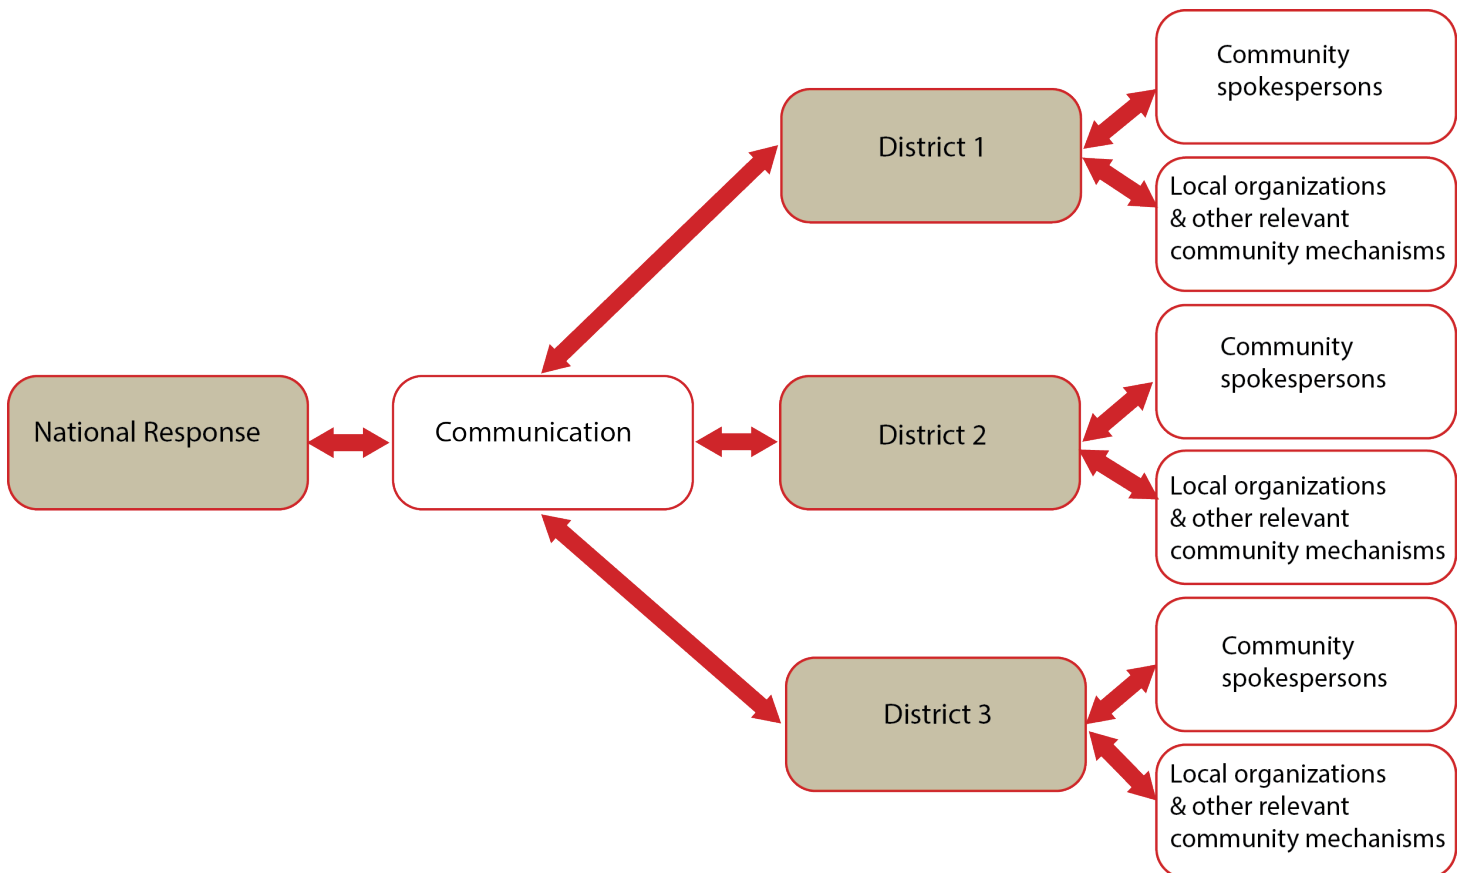 National Response
Communication
District 1
Community
spokespersons
Local organizations
& other relevant
community mechanisms
District 2
Community
spokespersons
Local organizations
& other relevant
community mechanisms
District 3
Community
spokespersons
Local organizations
& other relevant
community mechanisms